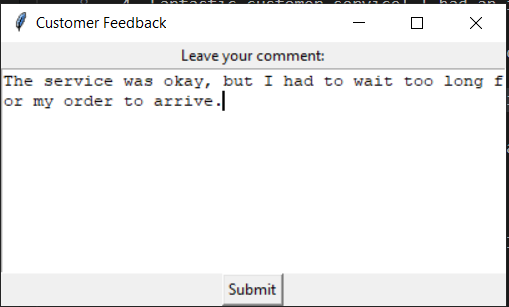 Customer Feedback
Leave your comment:
The service was okay, but I had to wait too long f
or my order to arrive.
Submit